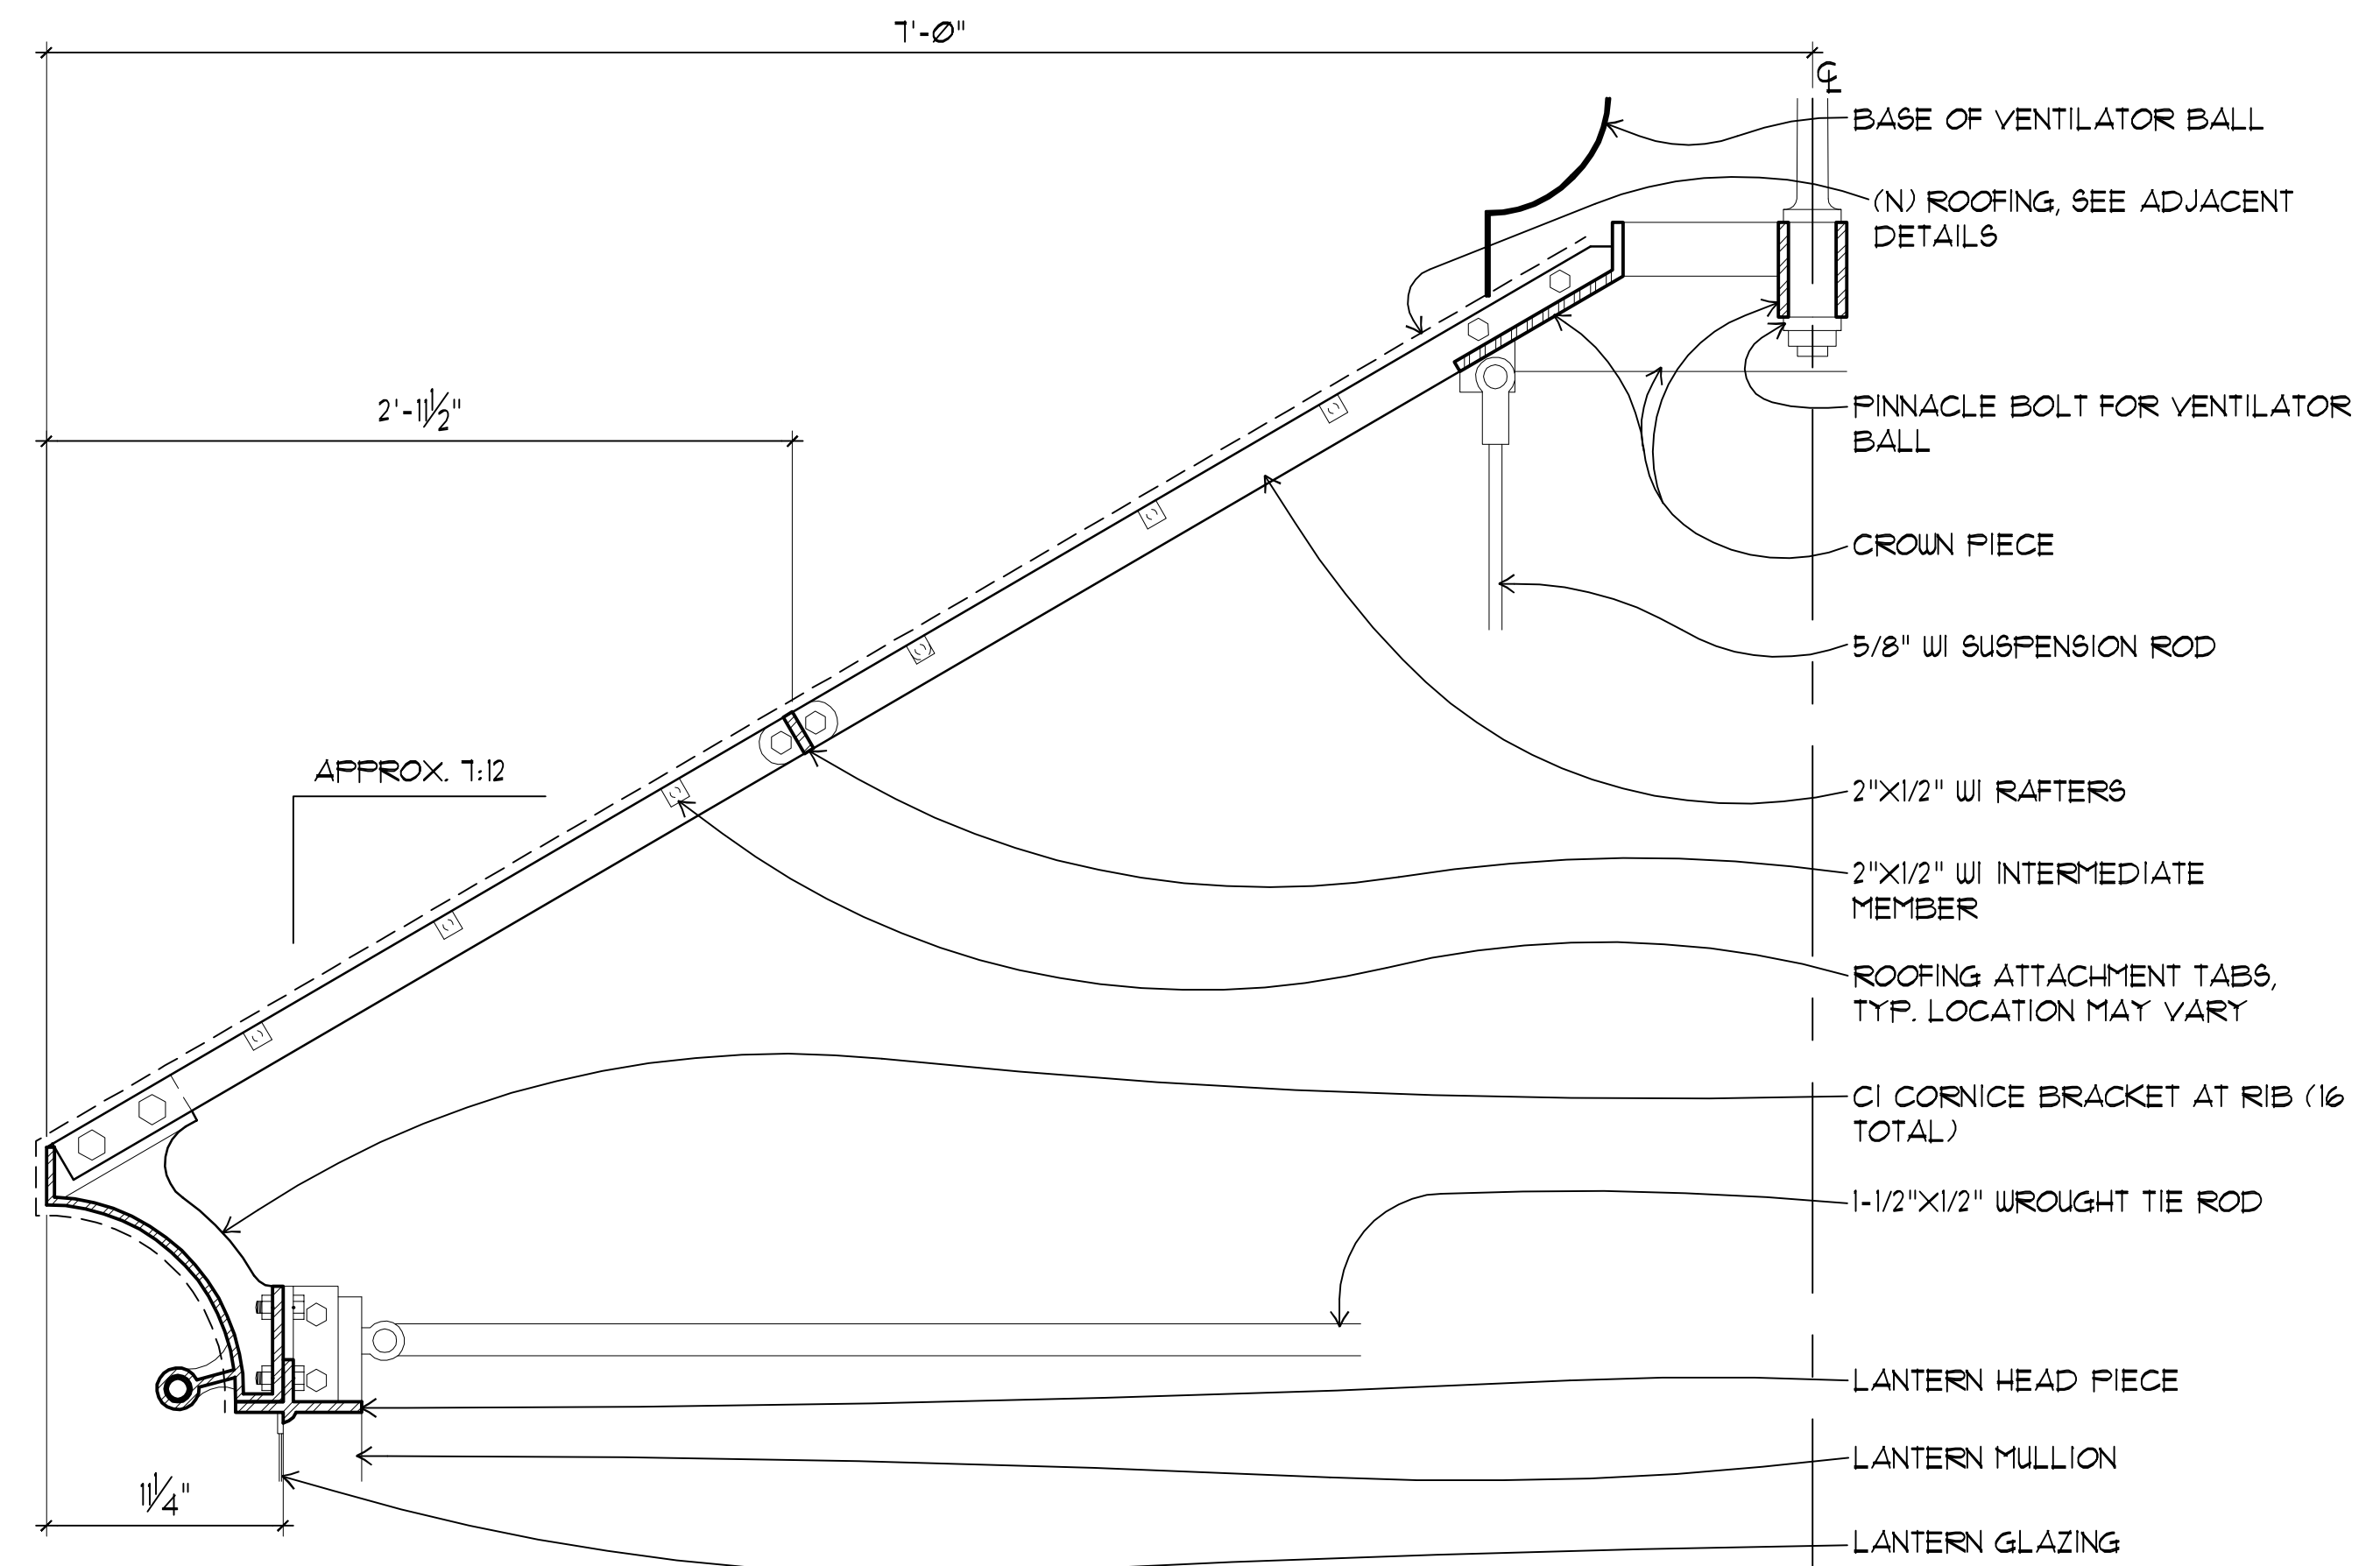 7'-0"
℄
BASE OF VENTILATOR BALL
(N) ROOFING, SEE ADJACENT
DETAILS
2'-11 1/2"
PINNACLE BOLT FOR VENTILATOR
BALL
CROWN PIECE
5/8" WI SUSPENSION ROD
APPROX. 7:12
2"X1/2" WI RAFTERS
2"X1/2" WI INTERMEDIATE
MEMBER
ROOFING ATTACHMENT TABS,
TYP. LOCATION MAY VARY
CI CORNICE BRACKET AT RIB (16
TOTAL)
1-1/2"X1/2" WROUGHT TIE ROD
LANTERN HEAD PIECE
LANTERN MULLION
11 1/4"
LANTERN GLAZING